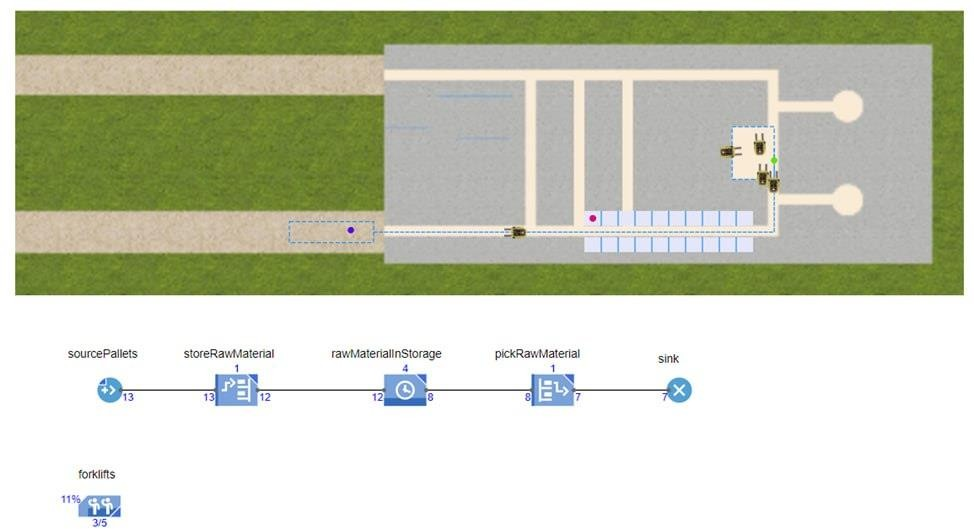 sourcePallets storeRawMaterial rawMaterialInStorage pickRawMaterial sink
1 4 1
13 13 12 12 8 8 7 7
forklifts
11%
3/5